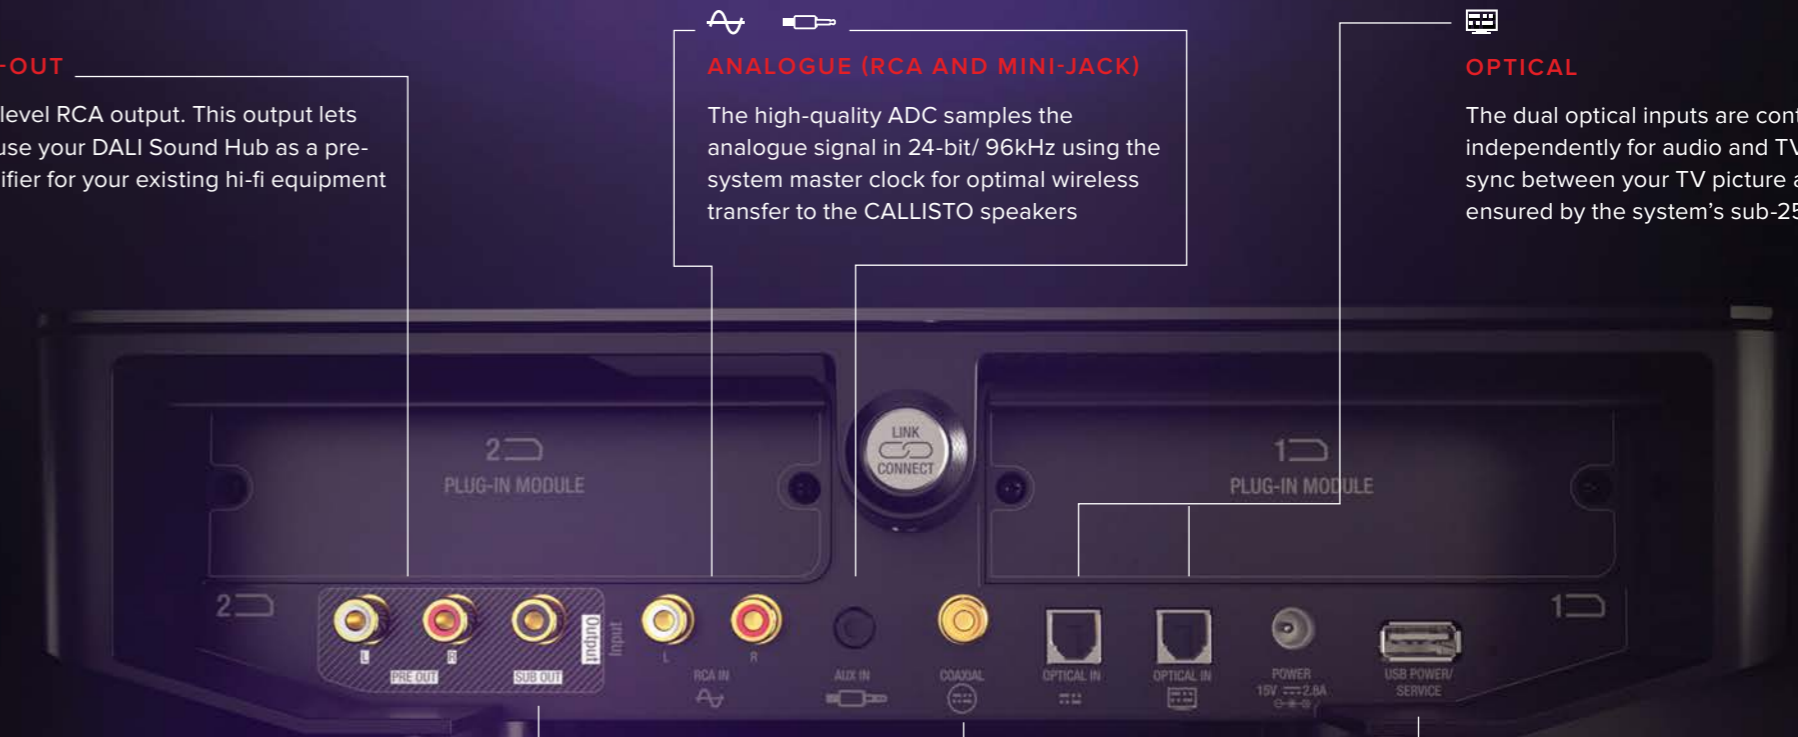 -OUT
level RCA output. This output lets
use your DALI Sound Hub as a pre-
ifier for your existing hi-fi equipment
ANALOGUE (RCA AND MINI-JACK)
The high-quality ADC samples the
analogue signal in 24-bit/ 96kHz using the
system master clock for optimal wireless
transfer to the CALLISTO speakers
OPTICAL
The dual optical inputs are cont
independently for audio and TV
sync between your TV picture a
ensured by the system's sub-25
2
PLUG-IN MODULE
LINK
CONNECT
1
PLUG-IN MODULE
2
L
R
PRE OUT
SUB OUT
Output
Input
L
R
RCA IN
AUX IN
COAXIAL
OPTICAL IN
OPTICAL IN
POWER
15V 2.8A
USB POWER/
SERVICE
1